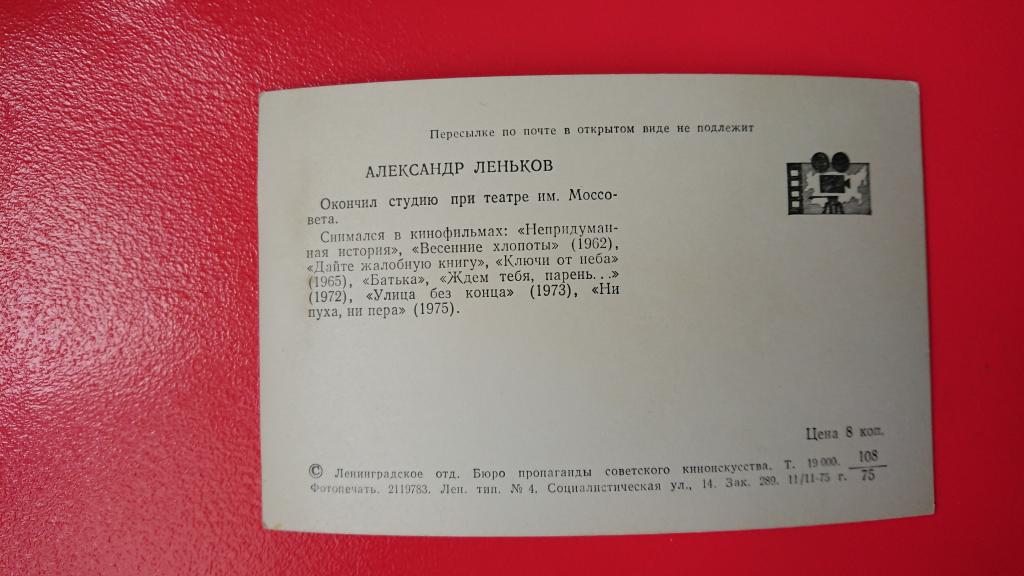 Пересылке по почте в открытом виде не подлежит
АЛЕКСАНДР ЛЕНЬКОВ
Окончил студию при театре им. Моссо-
вета.
Снимался в кинофильмах: «Непридуман-
ная история», «Весенние хлопоты» (1962),
«Дайте жалобную книгу», «Ключи от неба»
(1965), «Батька», «Ждем тебя, парень...»
(1972), «Улица без конца» (1973), «Ни
пуха, ни пера» (1975).
Цена 8 коп.
© Ленинградское отд. Бюро пропаганды советского киноискусства. Т. 19 000. 108
Фотопечать. 2119783. Лен. тип. № 4. Социалистическая ул., 14. Зак. 289. 11/11-75 г. 75